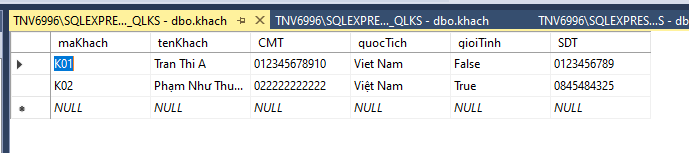 TNV6996\SQLEXPRE..._QLKS - dbo.khach TNV6996\SQLEXPRE..._QLKS - dbo.khach TNV6996\SQLEXPRES...S - dbo
maKhach tenKhach CMT quocTich gioiTinh SDT
K01 Tran Thi A 012345678910 Viet Nam False 0123456789
K02 Phạm Như Thu... 022222222222 Việt Nam True 0845484325
NULL NULL NULL NULL NULL NULL